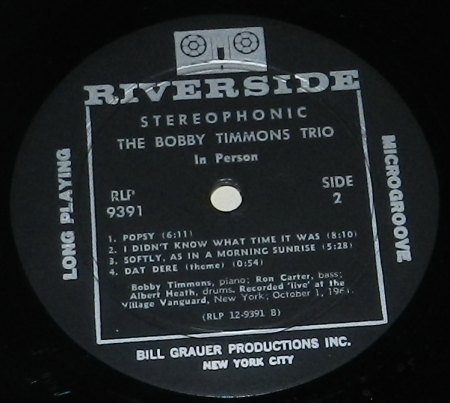 RIVERSIDE
STEREOPHONIC
THE BOBBY TIMMONS TRIO
In Person
RLP
9391
SIDE
2
LONG PLAYING
MICROGROOVE
1. POPSY (6:11)
2. I DIDN'T KNOW WHAT TIME IT WAS (8:10)
3. SOFTLY, AS IN A MORNING SUNRISE (5:28)
4. DAT DERE (theme) (0:54)
Bobby Timmons, piano; Ron Carter, bass;
Albert Heath, drums. Recorded 'live' at the
Village Vanguard, New York; October 1, 1961.
(RLP 12-9391 B)
BILL GRAUER PRODUCTIONS INC.
NEW YORK CITY